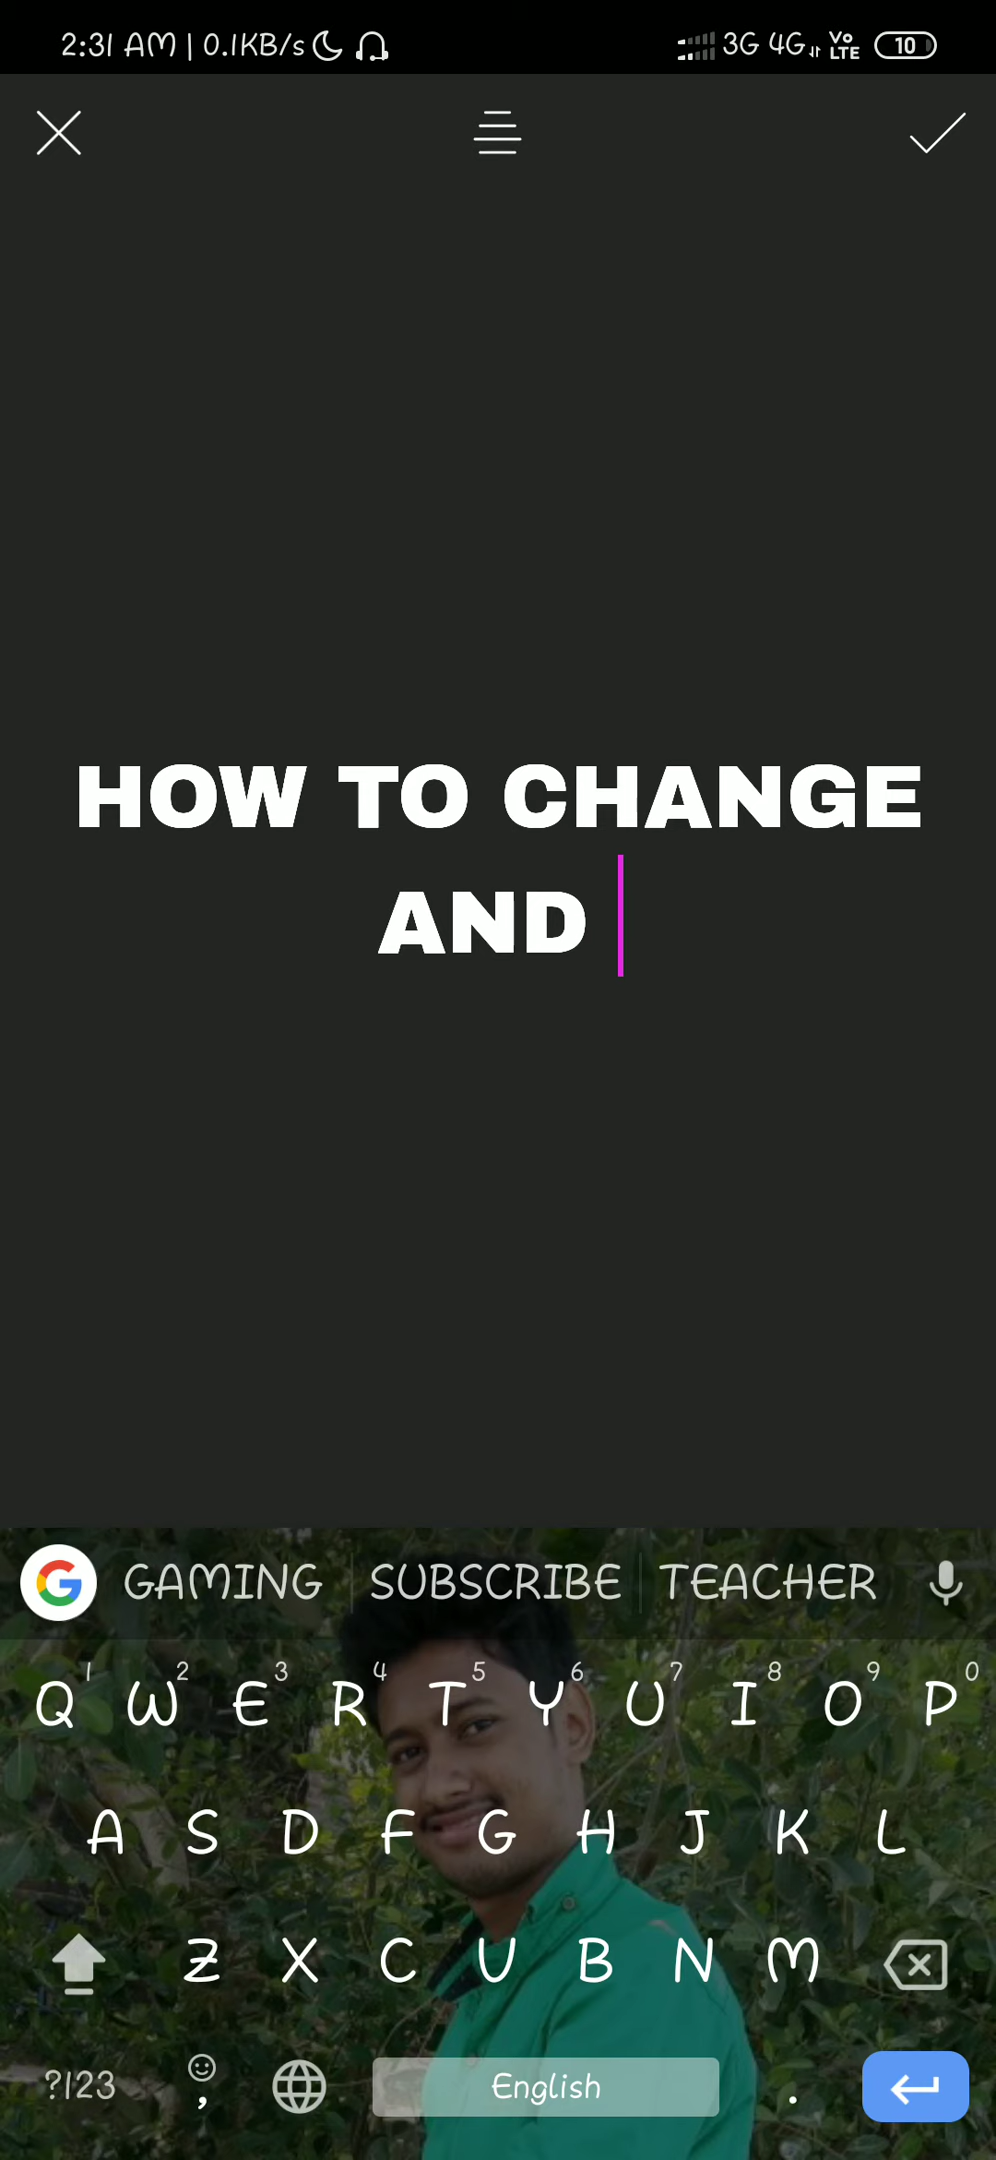 2:31 AM | 0.1KB/s 3G 4G Vo LTE 10
HOW TO CHANGE
AND
GAMING SUBSCRIBE TEACHER
1 2 3 4 5 6 7 8 9 0
Q W E R T Y U I O P
A S D F G H J K L
Z X C V B N M
?123 , English .